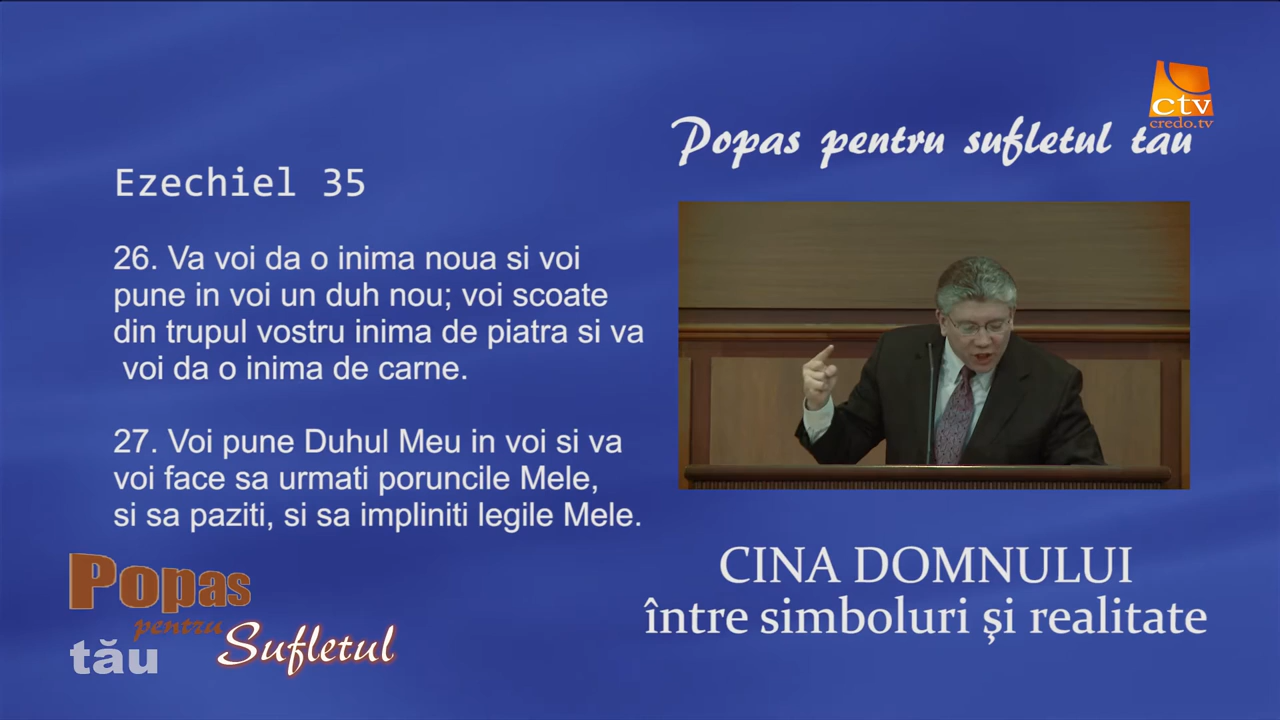 ctv
credo.tv
Popas pentru sufletul tau
Ezechiel 35
26. Va voi da o inima noua si voi
pune in voi un duh nou; voi scoate
din trupul vostru inima de piatra si va
voi da o inima de carne.
27. Voi pune Duhul Meu in voi si va
voi face sa urmati poruncile Mele,
si sa paziti, si sa impliniti legile Mele.
CINA DOMNULUI
între simboluri şi realitate
Popas
pentru
Sufletul
tău